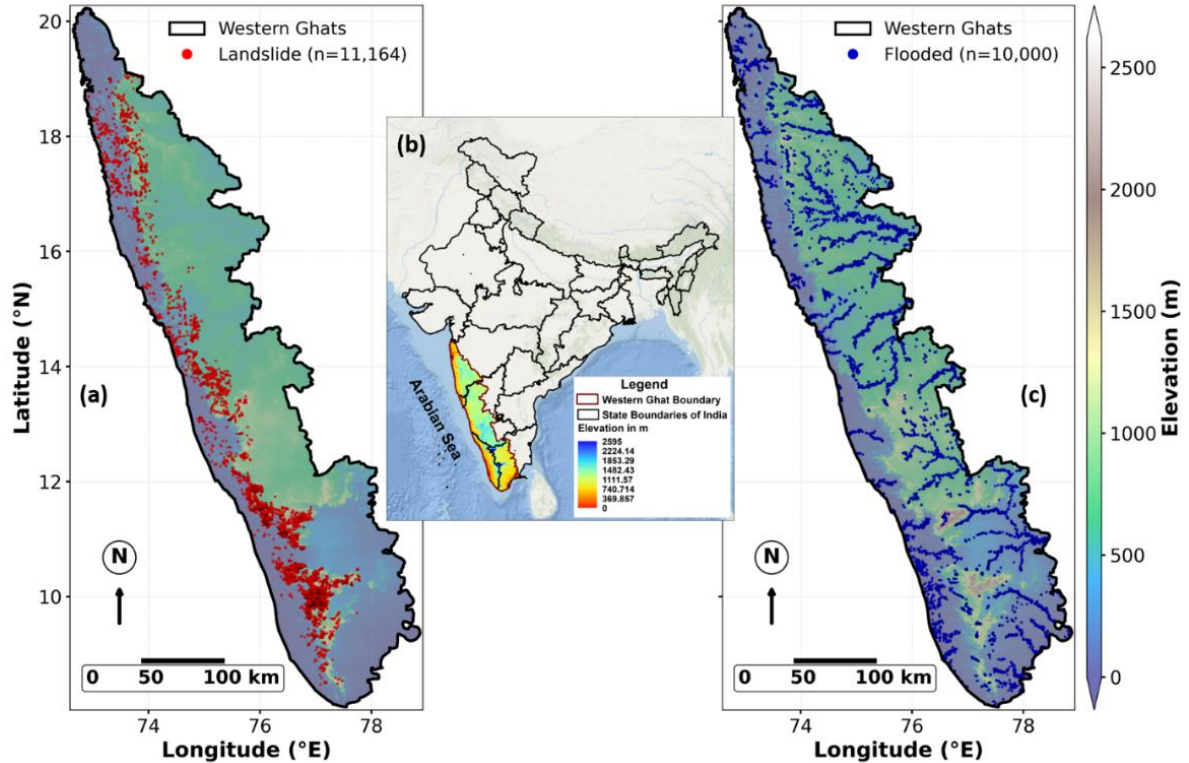 Western Ghats
Landslide (n=11,164)
20
18
16
14
12
10
Latitude (°N)
(a)
N
0 50 100 km
74 76 78
Longitude (°E)
(b)
Arabian Sea
Legend
Western Ghat Boundary
State Boundaries of India
Elevation in m
2595
2224.14
1853.29
1482.43
1111.57
740.714
369.857
0
Western Ghats
Flooded (n=10,000)
(c)
N
0 50 100 km
74 76 78
Longitude (°E)
2500
2000
1500
1000
500
0
Elevation (m)